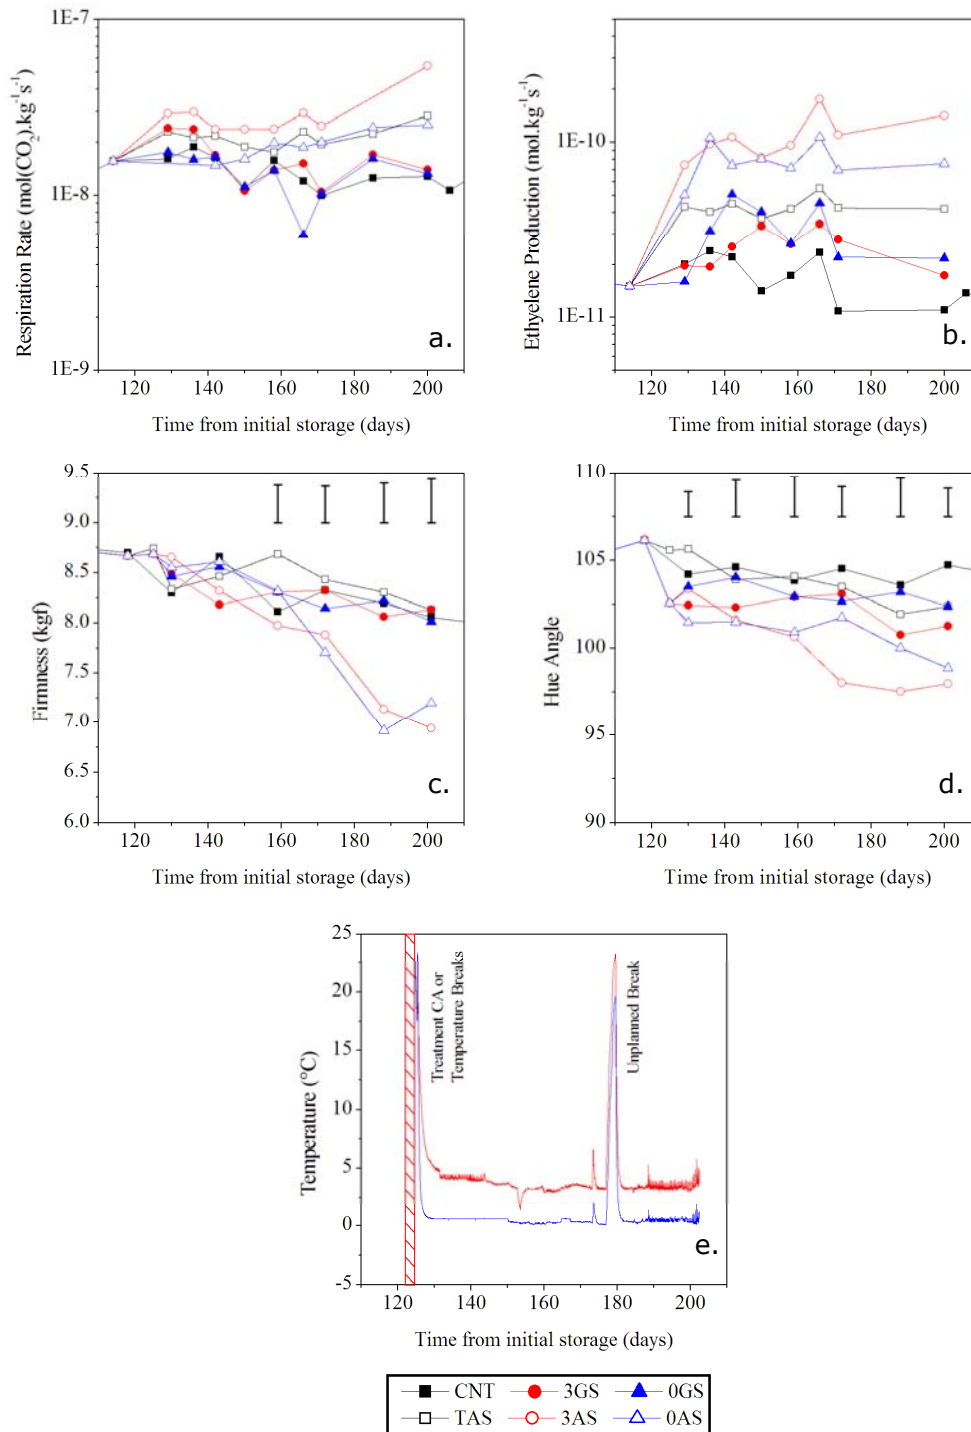 1E-7
1E-8
1E-9
Respiration Rate (mol(CO2).kg-1s-1)
120 140 160 180 200
Time from initial storage (days)
a.
1E-10
1E-11
Ethyelene Production (mol.kg-1s-1)
120 140 160 180 200
Time from initial storage (days)
b.
9.5
9.0
8.5
8.0
7.5
7.0
6.5
6.0
Firmness (kgf)
120 140 160 180 200
Time from initial storage (days)
c.
110
105
100
95
90
Hue Angle
120 140 160 180 200
Time from initial storage (days)
d.
25
20
15
10
5
0
-5
Temperature (°C)
Treatment CA or
Temperature Breaks
Unplanned Break
120 140 160 180 200
Time from initial storage (days)
e.
CNT 3GS 0GS
TAS 3AS 0AS